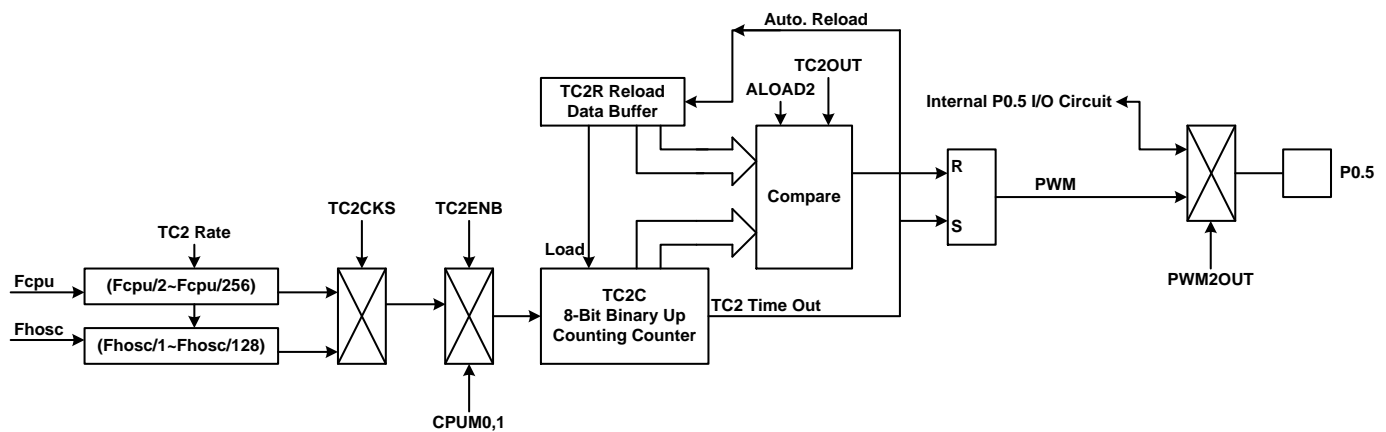 Auto. Reload
TC2OUT
ALOAD2
TC2R Reload
Data Buffer
Internal P0.5 I/O Circuit
R
S
Compare
PWM
P0.5
TC2CKS
TC2ENB
TC2 Rate
Load
PWM2OUT
Fcpu
(Fcpu/2~Fcpu/256)
TC2C
8-Bit Binary Up
Counting Counter
TC2 Time Out
Fhosc
(Fhosc/1~Fhosc/128)
CPUM0,1